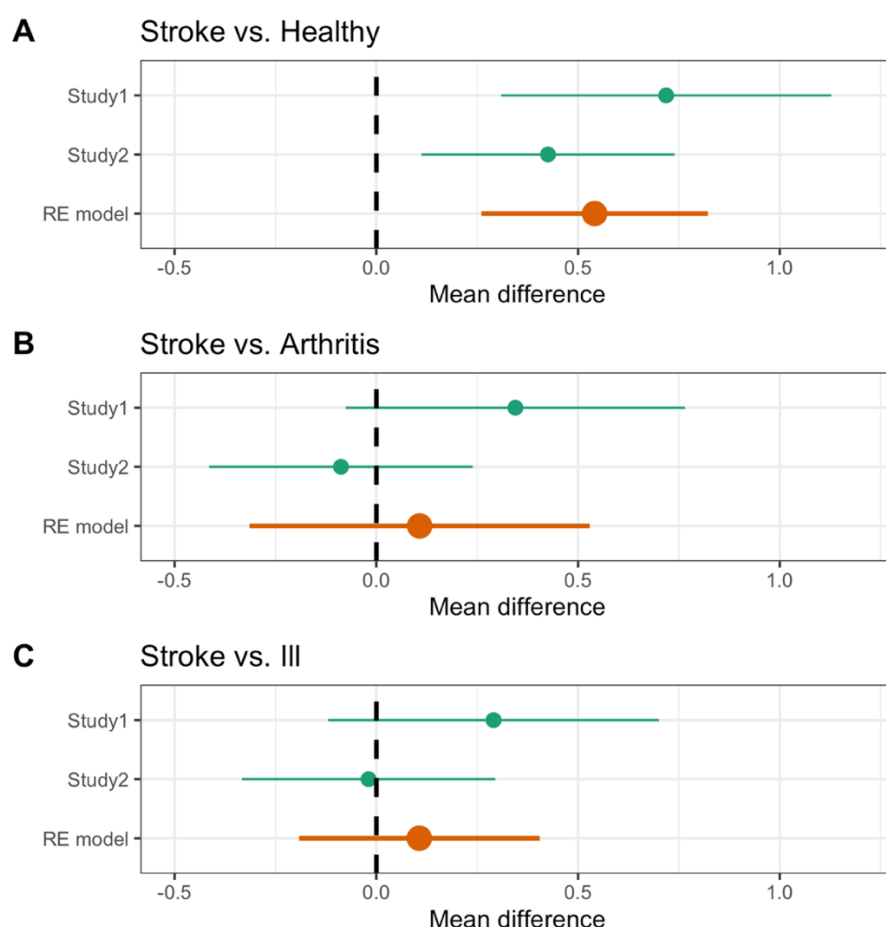 A Stroke vs. Healthy
Study1
Study2
RE model
-0.5 0.0 0.5 1.0
Mean difference
B Stroke vs. Arthritis
Study1
Study2
RE model
-0.5 0.0 0.5 1.0
Mean difference
C Stroke vs. Ill
Study1
Study2
RE model
-0.5 0.0 0.5 1.0
Mean difference